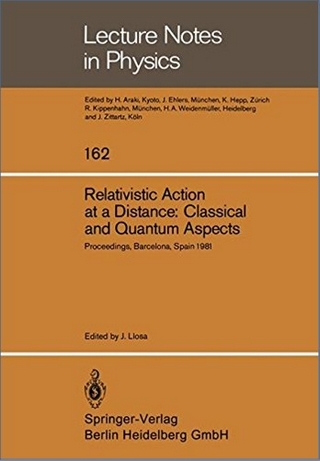 Lecture Notes
in Physics
Edited by H. Araki, Kyoto, J. Ehlers, München, K. Hepp, Zürich
R. Kippenhahn, München, H. A. Weidenmüller, Heidelberg
and J. Zittartz, Köln
162
Relativistic Action
at a Distance: Classical
and Quantum Aspects
Proceedings, Barcelona, Spain 1981
Edited by J. Llosa
Springer-Verlag
Berlin Heidelberg GmbH